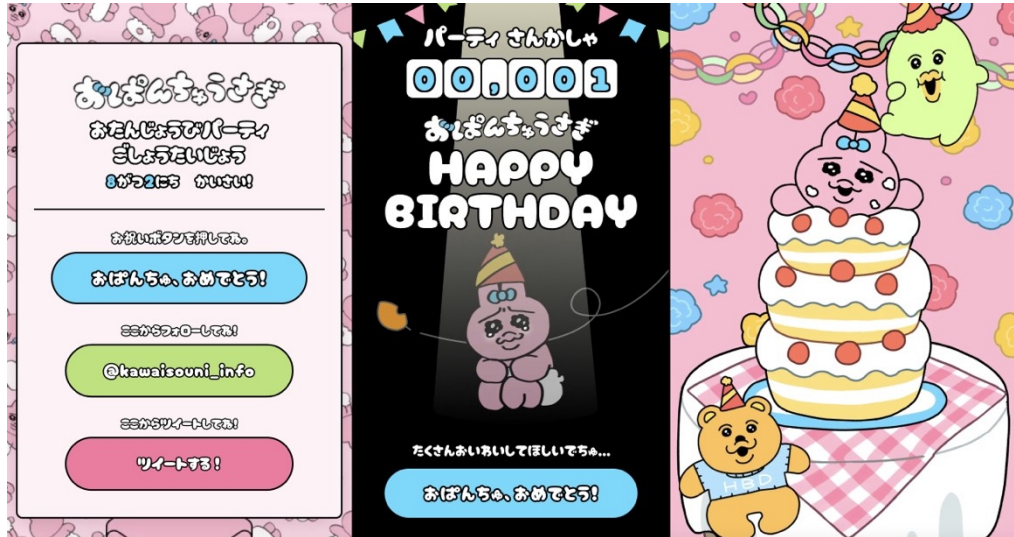 おぱんちゅうさぎ
おたんじょうびパーティ
ごしょうたいじょう
8がつ2にち かいさい!
お祝いボタンを押してね。
おぱんちゅ、おめでとう!
ここからフォローしてね!
@kawaisouni_info
ここからツイートしてね!
ツイートする!
パーティ さんかしゃ
00,001
おぱんちゅうさぎ
HAPPY
BIRTHDAY
たくさんおいわいしてほしいでちゅ...
おぱんちゅ、おめでとう!
HBD